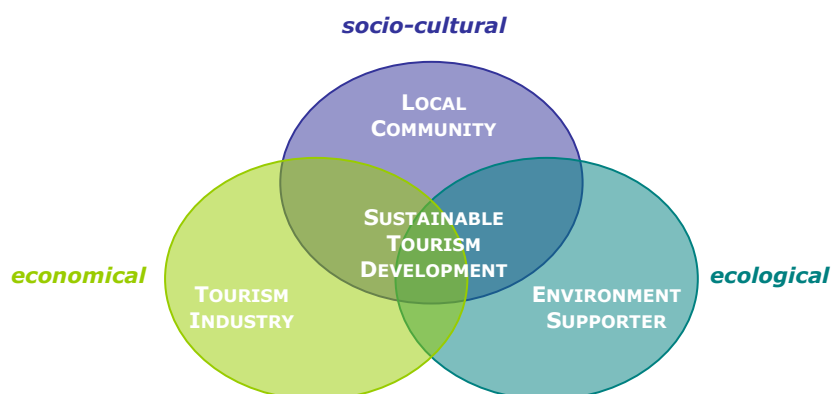 socio-cultural
LOCAL
COMMUNITY
SUSTAINABLE
TOURISM
DEVELOPMENT
economical
ecological
TOURISM
INDUSTRY
ENVIRONMENT
SUPPORTER